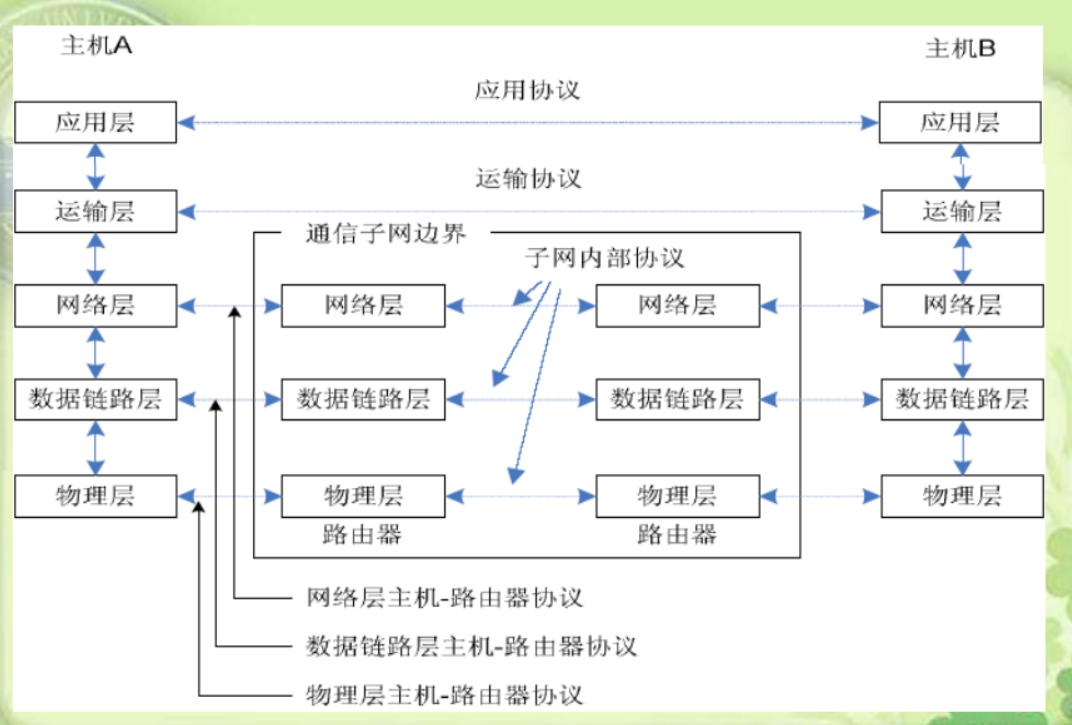 主机A
主机B
应用协议
应用层
应用层
运输协议
运输层
运输层
通信子网边界
子网内部协议
网络层
网络层
网络层
网络层
数据链路层
数据链路层
数据链路层
数据链路层
物理层
物理层
物理层
物理层
路由器
路由器
网络层主机-路由器协议
数据链路层主机-路由器协议
物理层主机-路由器协议